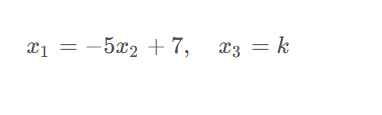 x₁ = −5x₂ + 7, x₃ = k